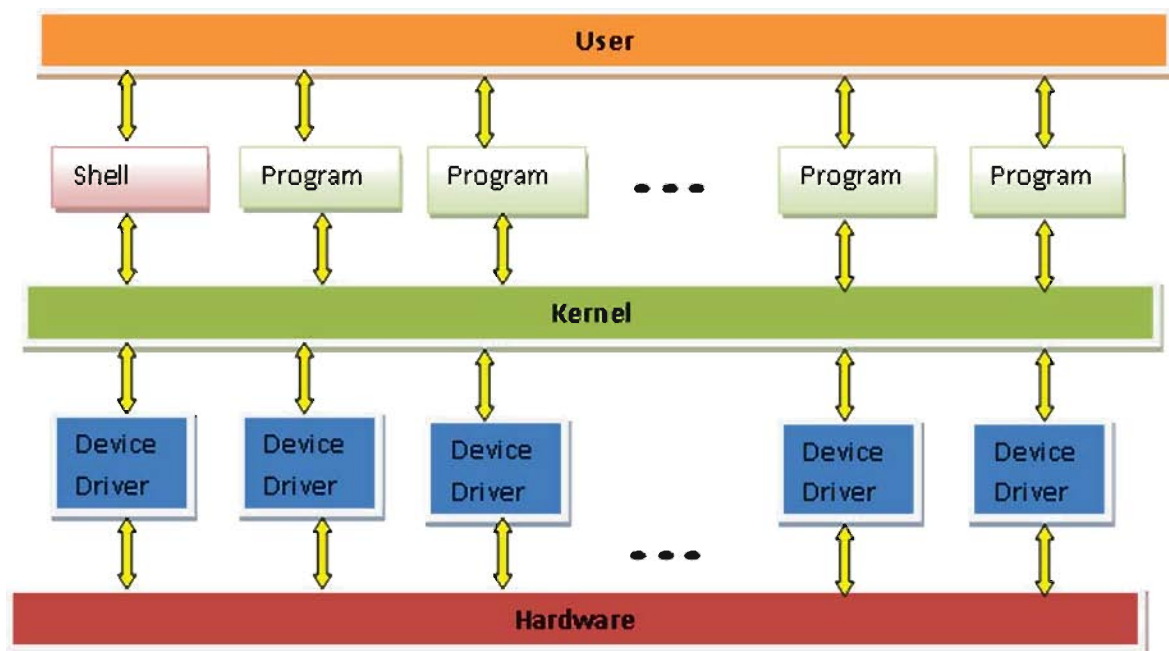 User
Shell
Program
Program
Program
Program
Kernel
Device
Driver
Device
Driver
Device
Driver
Device
Driver
Device
Driver
Hardware